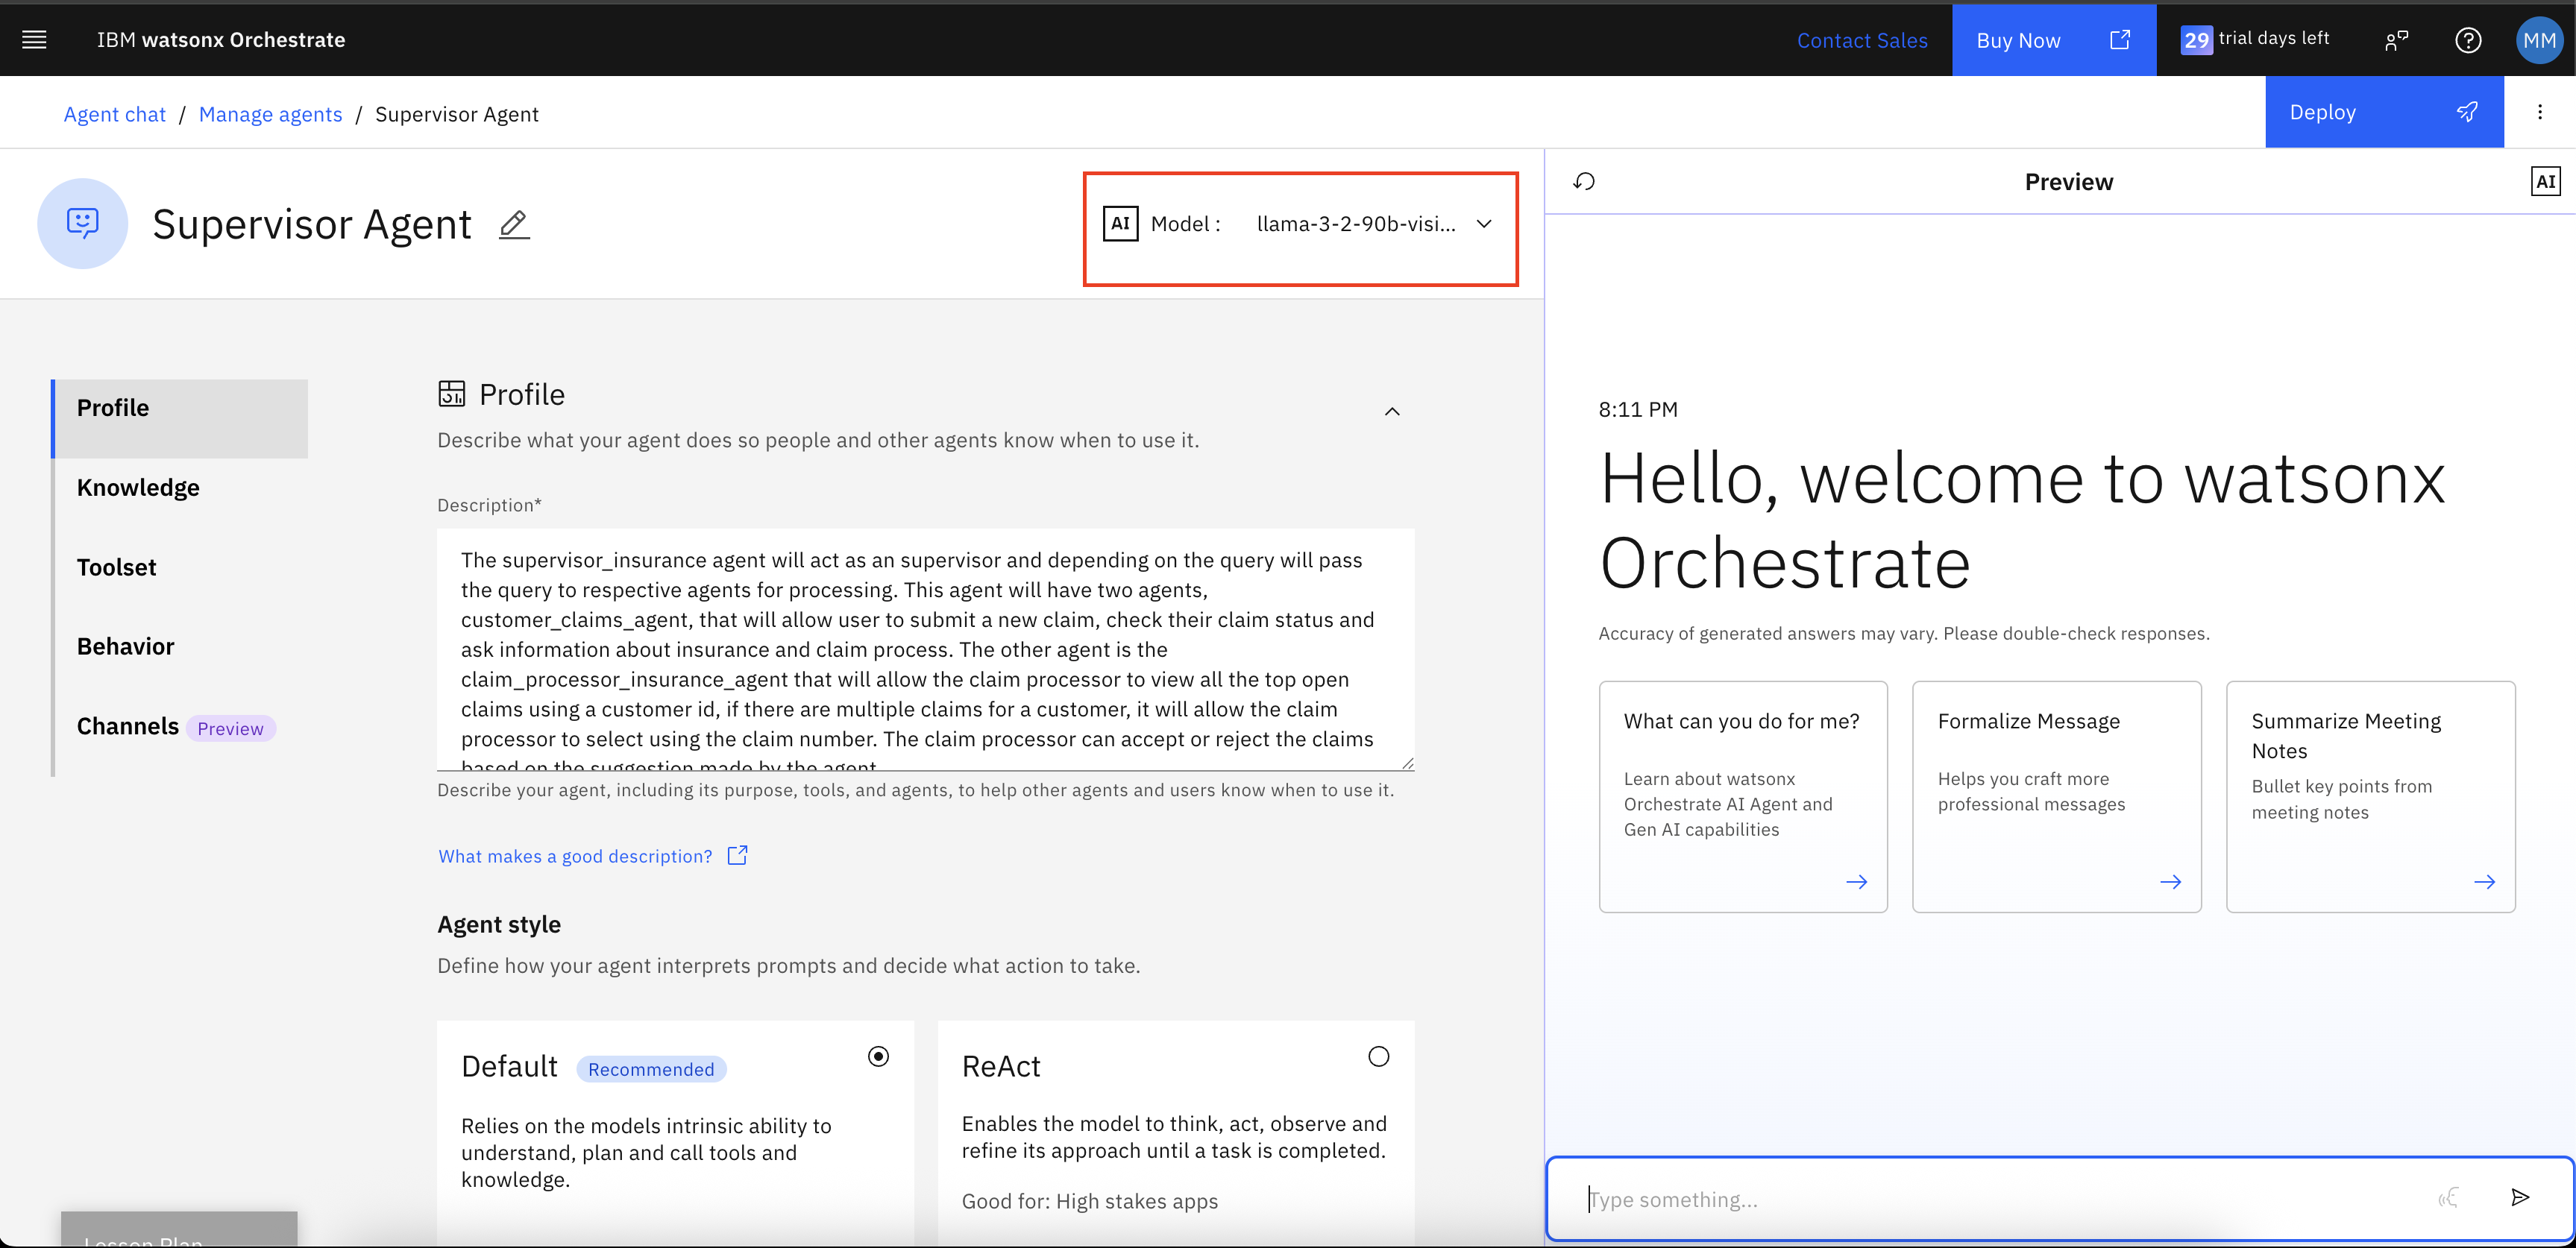 IBM watsonx Orchestrate
Contact Sales
Buy Now
29 trial days left
MM
Agent chat / Manage agents / Supervisor Agent
Deploy
Supervisor Agent
AI Model : llama-3-2-90b-visi...
Preview
AI
Profile
Knowledge
Toolset
Behavior
Channels Preview
Profile
Describe what your agent does so people and other agents know when to use it.
Description*
The supervisor_insurance agent will act as an supervisor and depending on the query will pass
the query to respective agents for processing. This agent will have two agents,
customer_claims_agent, that will allow user to submit a new claim, check their claim status and
ask information about insurance and claim process. The other agent is the
claim_processor_insurance_agent that will allow the claim processor to view all the top open
claims using a customer id, if there are multiple claims for a customer, it will allow the claim
processor to select using the claim number. The claim processor can accept or reject the claims
based on the suggestion made by the agent
Describe your agent, including its purpose, tools, and agents, to help other agents and users know when to use it.
What makes a good description?
Agent style
Define how your agent interprets prompts and decide what action to take.
Default Recommended
Relies on the models intrinsic ability to
understand, plan and call tools and
knowledge.
ReAct
Enables the model to think, act, observe and
refine its approach until a task is completed.
Good for: High stakes apps
Lesson Plan
8:11 PM
Hello, welcome to watsonx
Orchestrate
Accuracy of generated answers may vary. Please double-check responses.
What can you do for me?
Learn about watsonx
Orchestrate AI Agent and
Gen AI capabilities
Formalize Message
Helps you craft more
professional messages
Summarize Meeting
Notes
Bullet key points from
meeting notes
Type something...